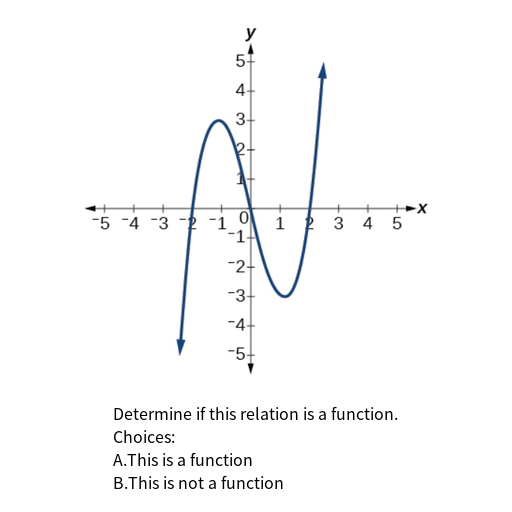 y
5
4
3
2
1
-5 -4 -3 -2 -1 0 1 2 3 4 5 x
-1
-2
-3
-4
-5
Determine if this relation is a function.
Choices:
A.This is a function
B.This is not a function